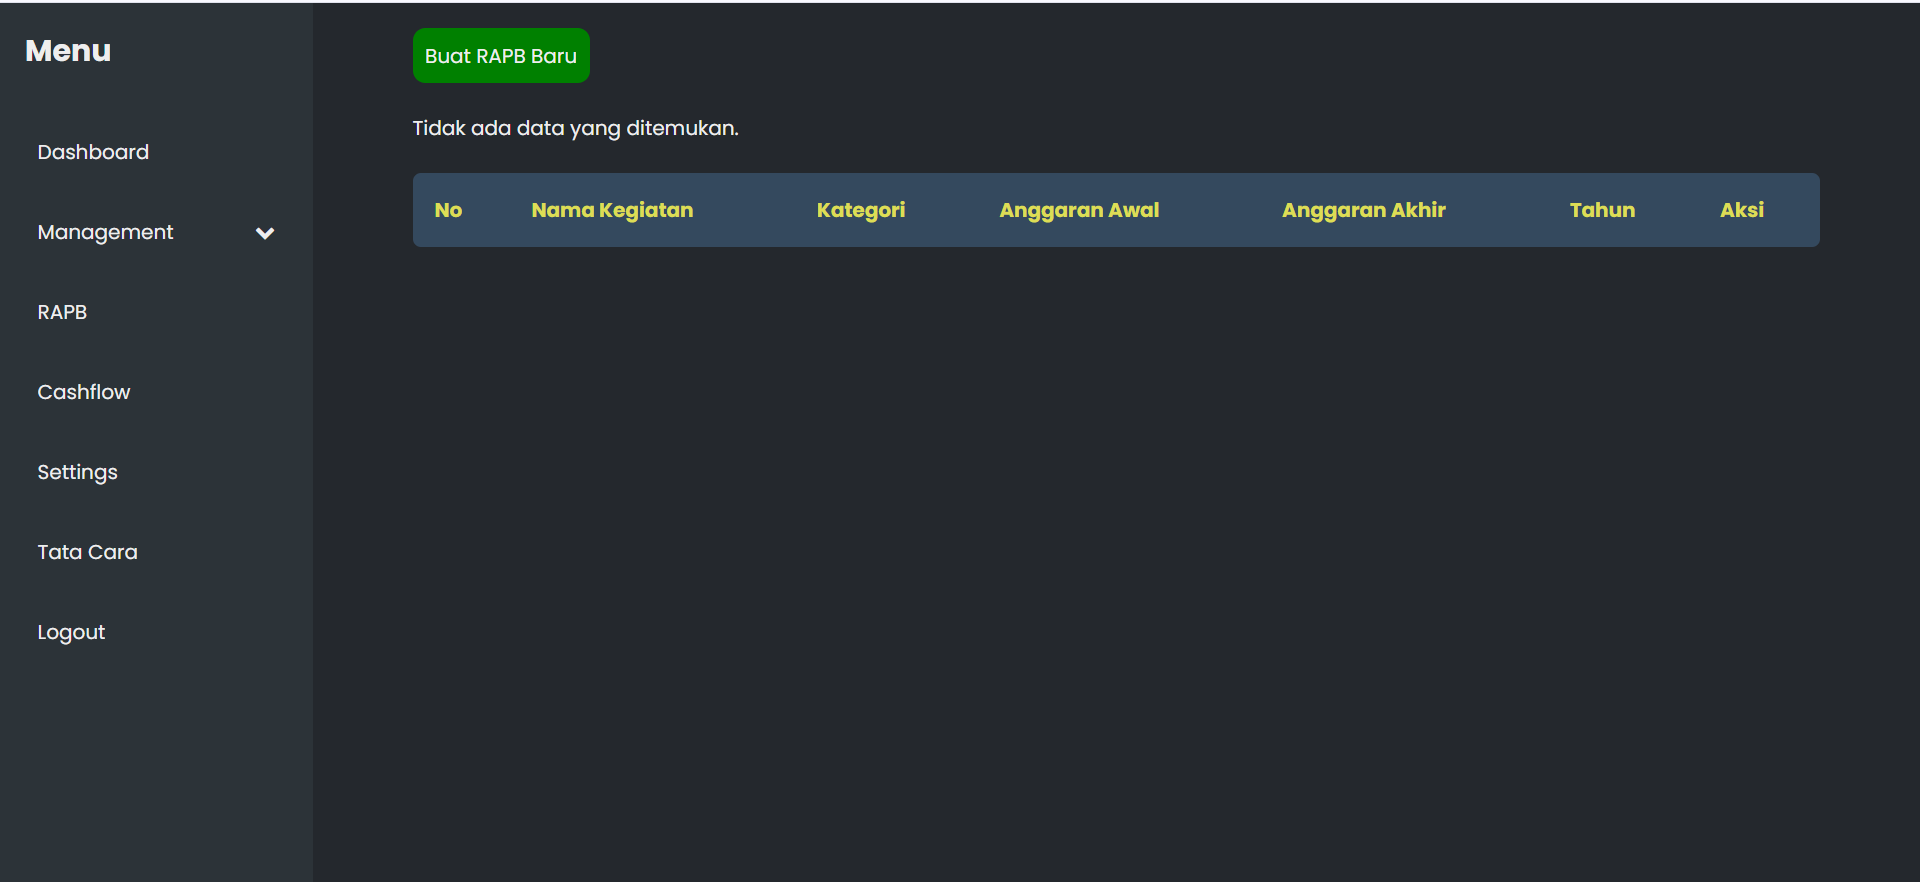 Menu
Dashboard
Management
RAPB
Cashflow
Settings
Tata Cara
Logout
Buat RAPB Baru
Tidak ada data yang ditemukan.
No Nama Kegiatan Kategori Anggaran Awal Anggaran Akhir Tahun Aksi